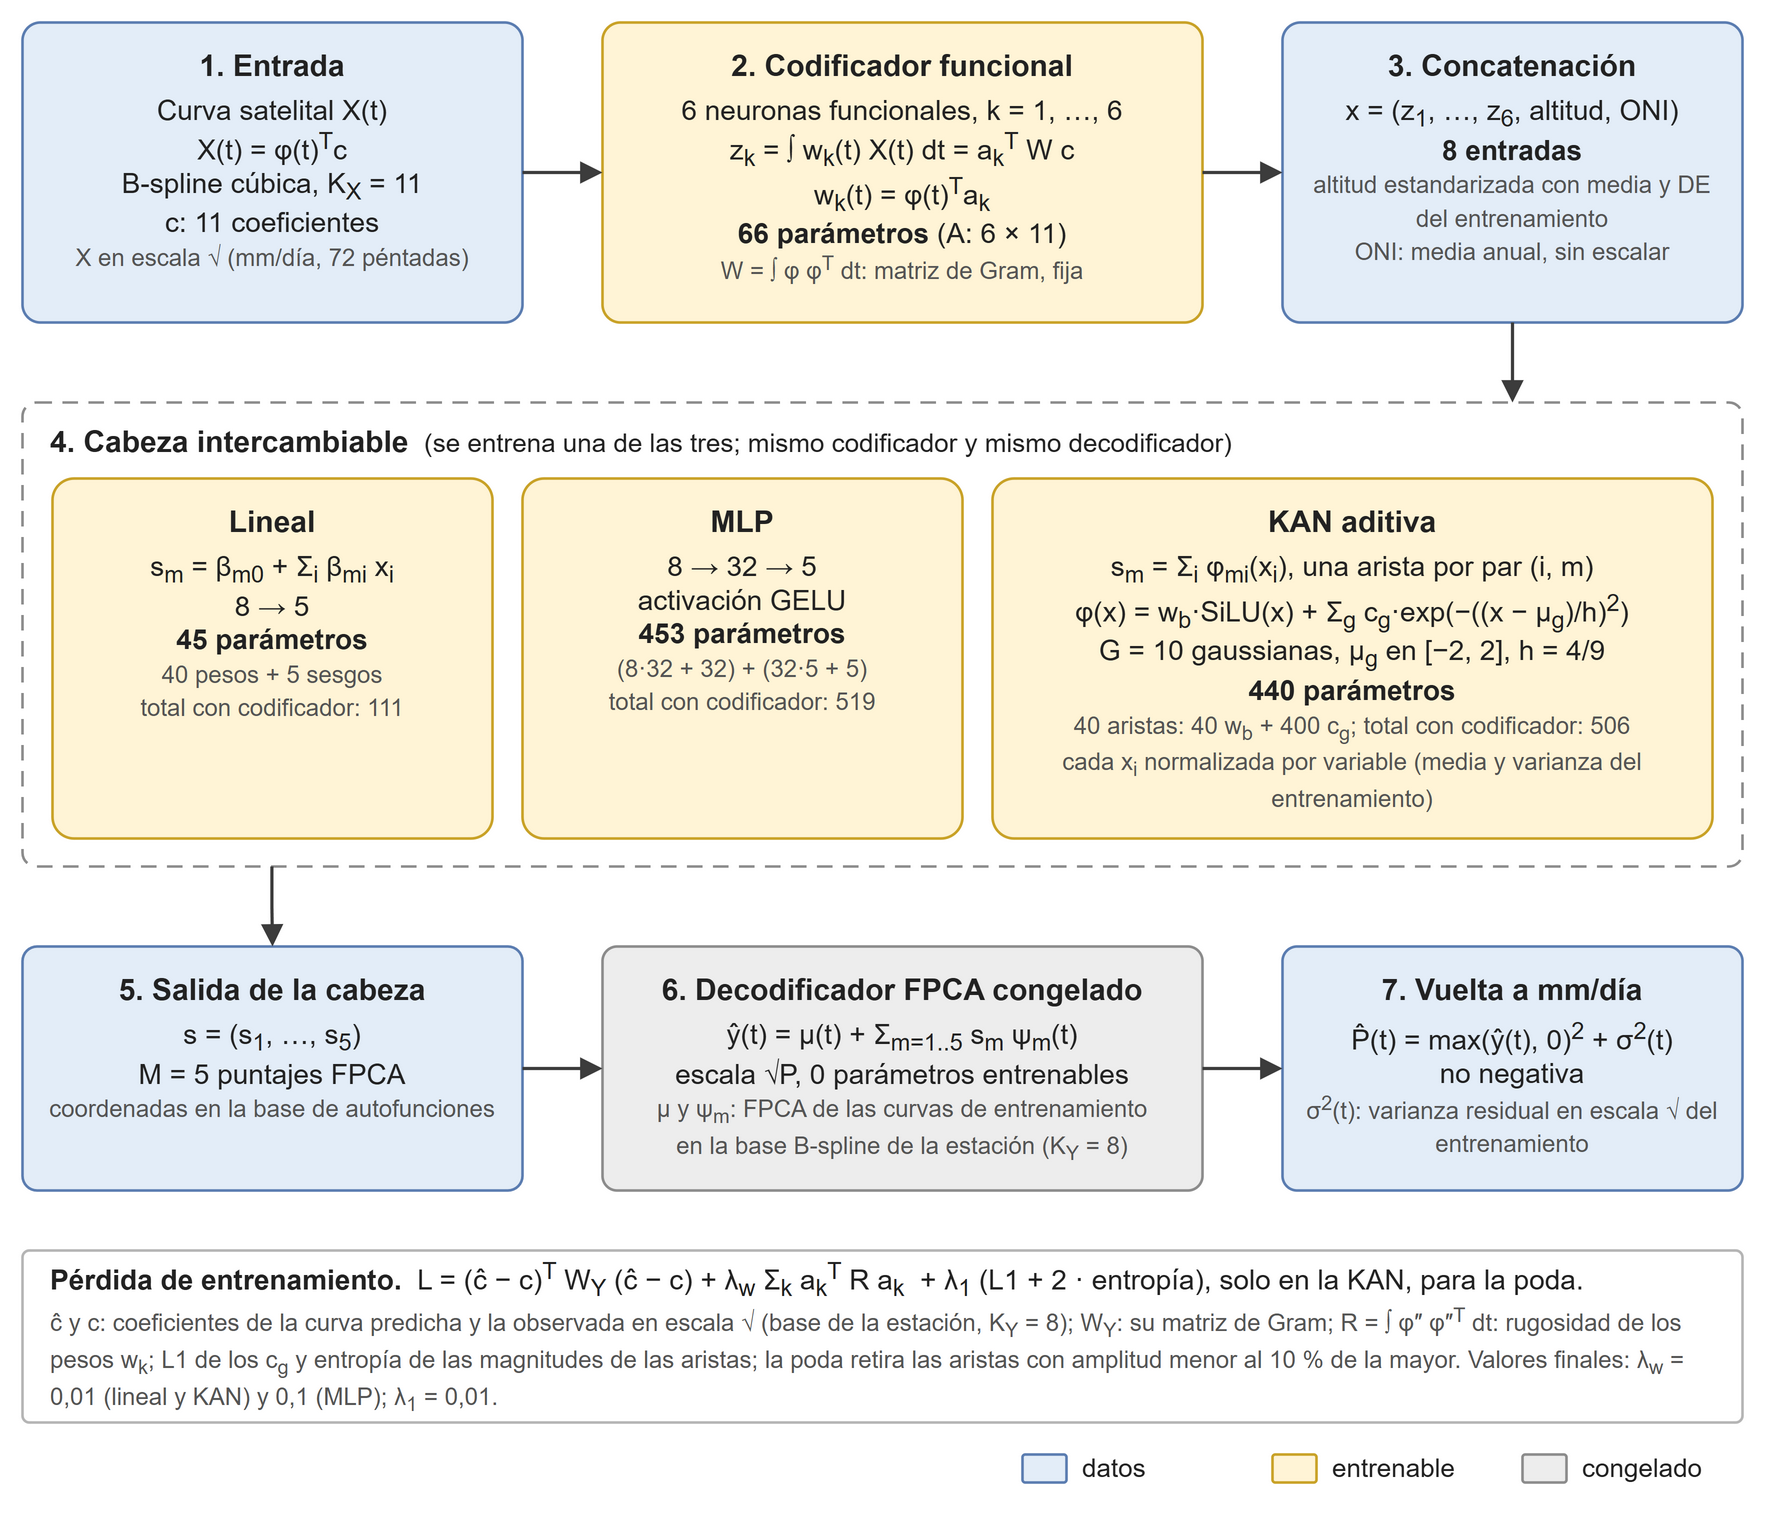 1. Entrada
Curva satelital X(t)
X(t) = φ(t)ᵀc
B-spline cúbica, K_X = 11
c: 11 coeficientes
X en escala √ (mm/día, 72 péntadas)
2. Codificador funcional
6 neuronas funcionales, k = 1, …, 6
z_k = ∫ w_k(t) X(t) dt = a_kᵀ W c
w_k(t) = φ(t)ᵀa_k
66 parámetros (A: 6 × 11)
W = ∫ φ φᵀ dt: matriz de Gram, fija
3. Concatenación
x = (z₁, …, z₆, altitud, ONI)
8 entradas
altitud estandarizada con media y DE
del entrenamiento
ONI: media anual, sin escalar
4. Cabeza intercambiable (se entrena una de las tres; mismo codificador y mismo decodificador)
Lineal
s_m = β_m0 + Σ_i β_mi x_i
8 → 5
45 parámetros
40 pesos + 5 sesgos
total con codificador: 111
MLP
8 → 32 → 5
activación GELU
453 parámetros
(8·32 + 32) + (32·5 + 5)
total con codificador: 519
KAN aditiva
s_m = Σ_i φ_mi(x_i), una arista por par (i, m)
φ(x) = w_b·SiLU(x) + Σ_g c_g·exp(−((x − μ_g)/h)²)
G = 10 gaussianas, μ_g en [−2, 2], h = 4/9
440 parámetros
40 aristas: 40 w_b + 400 c_g; total con codificador: 506
cada x_i normalizada por variable (media y varianza del
entrenamiento)
5. Salida de la cabeza
s = (s₁, …, s₅)
M = 5 puntajes FPCA
coordenadas en la base de autofunciones
6. Decodificador FPCA congelado
ŷ(t) = μ(t) + Σ_m=1..5 s_m ψ_m(t)
escala √P, 0 parámetros entrenables
μ y ψ_m: FPCA de las curvas de entrenamiento
en la base B-spline de la estación (K_Y = 8)
7. Vuelta a mm/día
P̂(t) = max(ŷ(t), 0)² + σ²(t)
no negativa
σ²(t): varianza residual en escala √ del
entrenamiento
Pérdida de entrenamiento. L = (ĉ − c)ᵀ W_Y (ĉ − c) + λ_w Σ_k a_kᵀ R a_k + λ₁ (L1 + 2 · entropía), solo en la KAN, para la poda.
ĉ y c: coeficientes de la curva predicha y la observada en escala √ (base de la estación, K_Y = 8); W_Y: su matriz de Gram; R = ∫ φ″ φ″ᵀ dt: rugosidad de los
pesos w_k; L1 de los c_g y entropía de las magnitudes de las aristas; la poda retira las aristas con amplitud menor al 10 % de la mayor. Valores finales: λ_w =
0,01 (lineal y KAN) y 0,1 (MLP); λ₁ = 0,01.
datos
entrenable
congelado